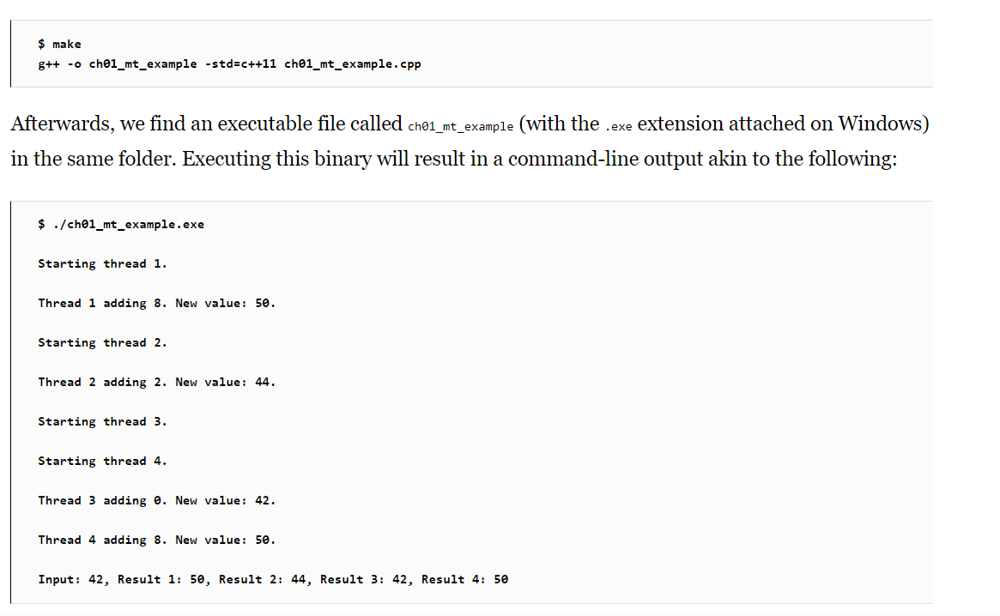 $ make
g++ -o ch01_mt_example -std=c++11 ch01_mt_example.cpp
Afterwards, we find an executable file called ch01_mt_example (with the .exe extension attached on Windows)
in the same folder. Executing this binary will result in a command-line output akin to the following:
$ ./ch01_mt_example.exe
Starting thread 1.
Thread 1 adding 8. New value: 50.
Starting thread 2.
Thread 2 adding 2. New value: 44.
Starting thread 3.
Starting thread 4.
Thread 3 adding 0. New value: 42.
Thread 4 adding 8. New value: 50.
Input: 42, Result 1: 50, Result 2: 44, Result 3: 42, Result 4: 50